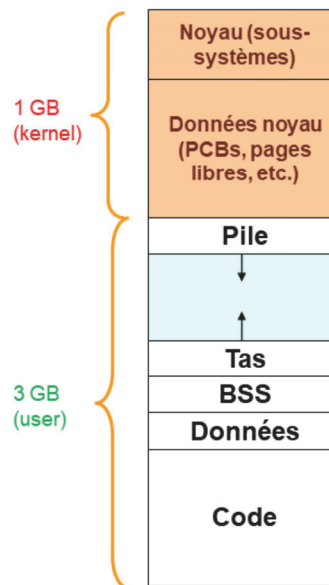 Noyau (sous-
systèmes)
1 GB
(kernel)
Données noyau
(PCBs, pages
libres, etc.)
Pile
Tas
3 GB
(user)
BSS
Données
Code